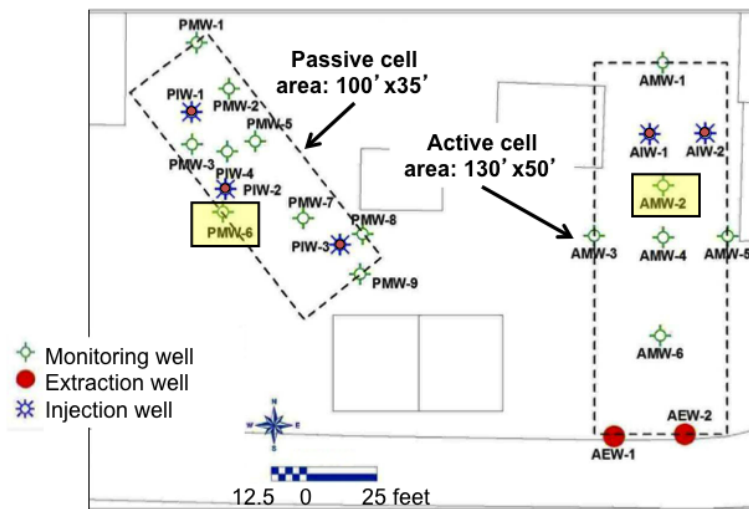 PMW-1
Passive cell
area: 100'x35'
PIW-1
PMW-2
PMW-5
PMW-3
PIW-4
PIW-2
PMW-6
PMW-7
PMW-8
PIW-3
PMW-9
AMW-1
Active cell
area: 130'x50'
AIW-1
AIW-2
AMW-2
AMW-3
AMW-4
AMW-5
AMW-6
AEW-2
AEW-1
Monitoring well
Extraction well
Injection well
N
W
E
S
12.5 0 25 feet